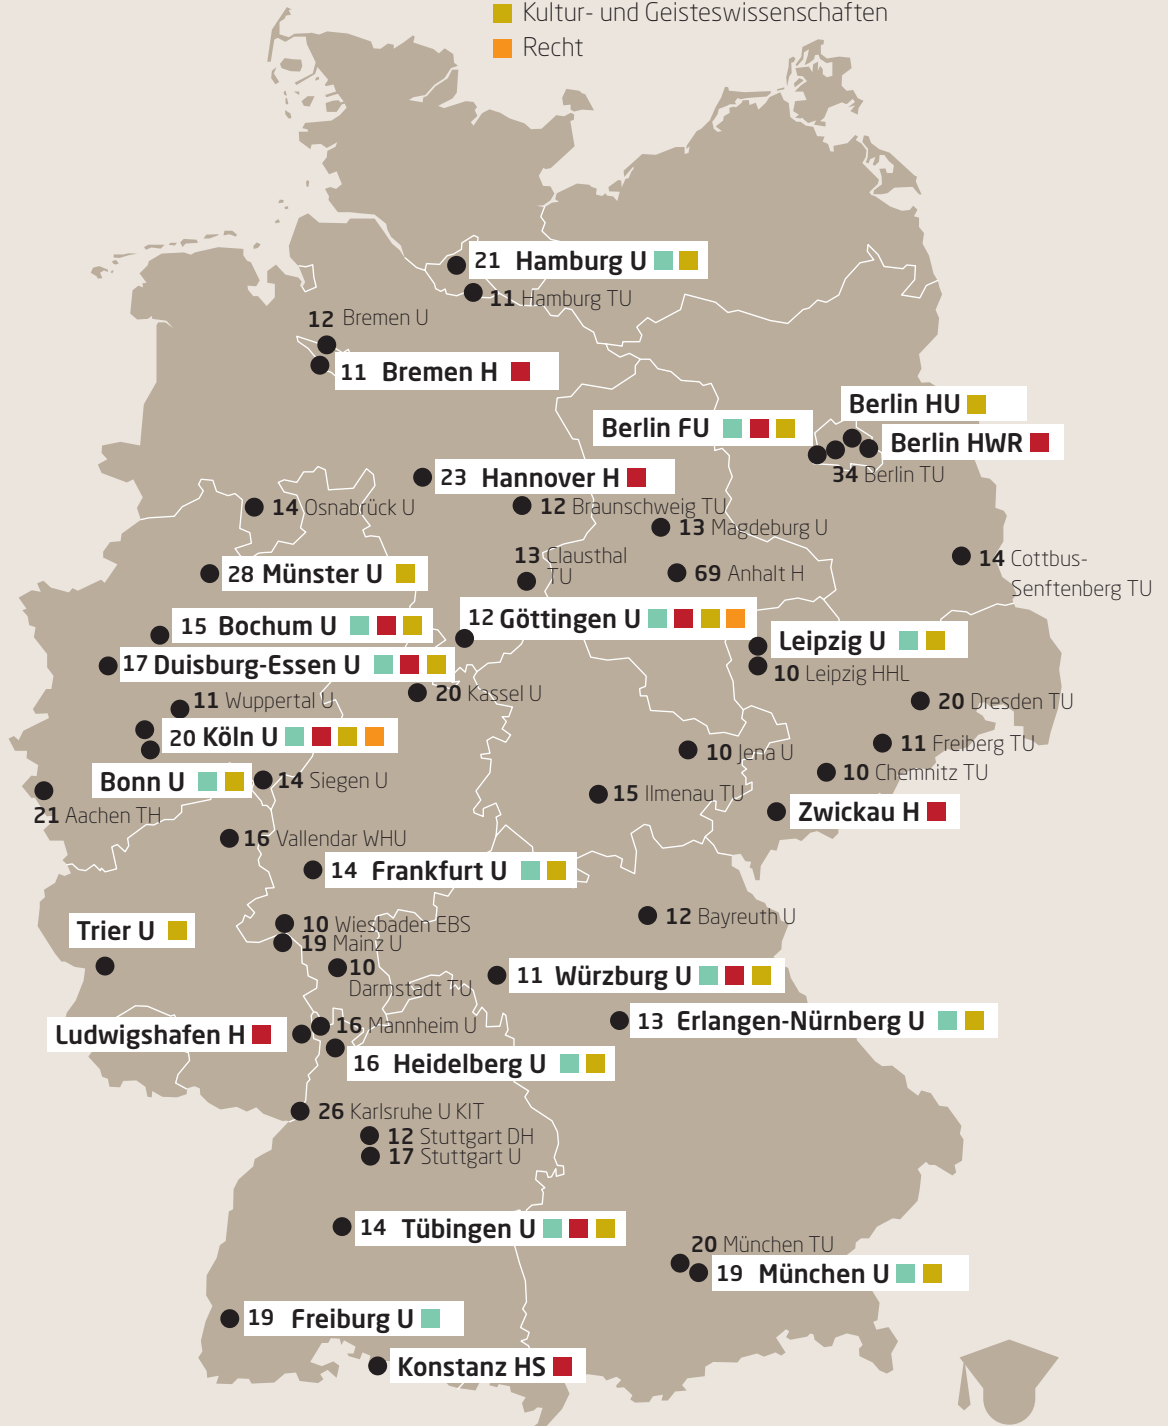 Kultur- und Geisteswissenschaften
Recht
21 Hamburg U
11 Hamburg TU
12 Bremen U
11 Bremen H
Berlin HU
Berlin FU
Berlin HWR
34 Berlin TU
23 Hannover H
14 Osnabrück U
12 Braunschweig TU
13 Magdeburg U
13 Clausthal
TU
69 Anhalt H
14 Cottbus-
Senftenberg TU
28 Münster U
12 Göttingen U
15 Bochum U
Leipzig U
17 Duisburg-Essen U
10 Leipzig HHL
20 Kassel U
11 Wuppertal U
20 Dresden TU
20 Köln U
11 Freiberg TU
10 Jena U
10 Chemnitz TU
Bonn U
14 Siegen U
15 Ilmenau TU
21 Aachen TH
Zwickau H
16 Vallendar WHU
14 Frankfurt U
12 Bayreuth U
10 Wiesbaden EBS
Trier U
19 Mainz U
10
Darmstadt TU
11 Würzburg U
13 Erlangen-Nürnberg U
16 Mannheim U
Ludwigshafen H
16 Heidelberg U
26 Karlsruhe U KIT
12 Stuttgart DH
17 Stuttgart U
14 Tübingen U
20 München TU
19 München U
19 Freiburg U
Konstanz HS